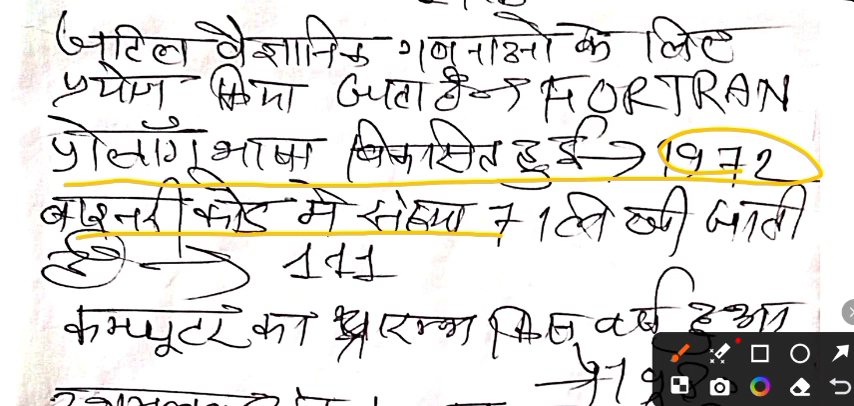 जटिल वैज्ञानिक गणनाओ के लिए
प्रयोग किया जाता है → FORTRAN
प्रोलॉग भाषा विकसित हुई → 1972
बाइनरी कोड मे संख्या 7 लिखी जाती
है → 111
कम्प्यूटर का प्रारम्भ किस वर्ष हुआ